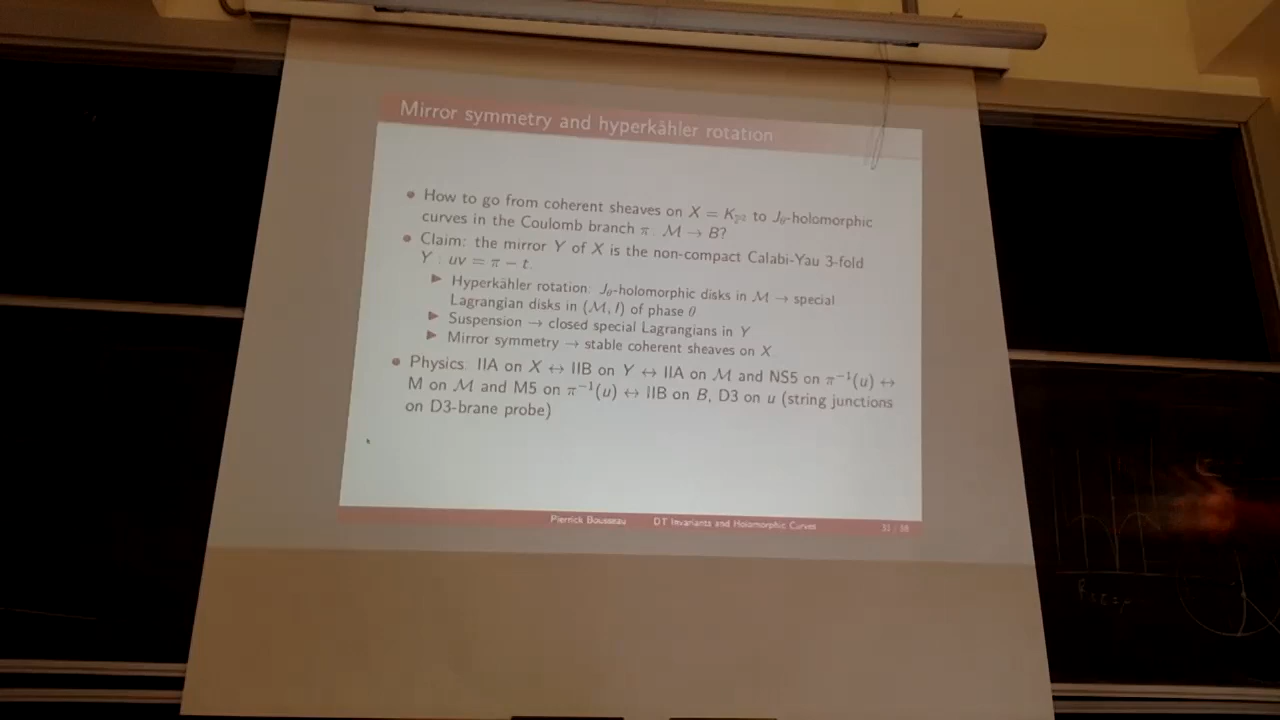 Mirror symmetry and hyperkähler rotation
• How to go from coherent sheaves on X = K_{ℙ²} to J_θ-holomorphic
curves in the Coulomb branch π : ℳ → B?
• Claim: the mirror Y of X is the non-compact Calabi-Yau 3-fold
Y : uv = π − t.
▶ Hyperkähler rotation: J_θ-holomorphic disks in ℳ → special
Lagrangian disks in (ℳ, I) of phase θ
▶ Suspension → closed special Lagrangians in Y
▶ Mirror symmetry → stable coherent sheaves on X.
• Physics: IIA on X ↔ IIB on Y ↔ IIA on ℳ and NS5 on π⁻¹(u) ↔
M on ℳ and M5 on π⁻¹(u) ↔ IIB on B, D3 on u (string junctions
on D3-brane probe)
Pierrick Bousseau DT Invariants and Holomorphic Curves